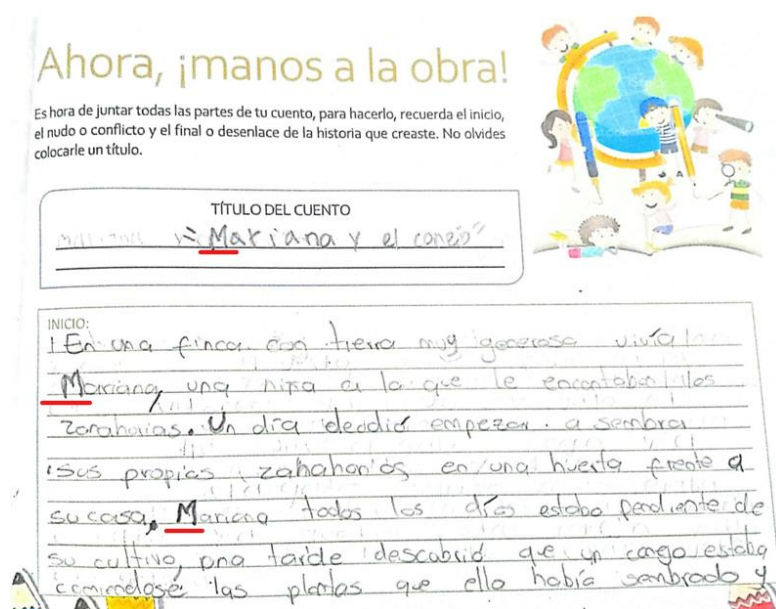 Ahora, ¡manos a la obra!
Es hora de juntar todas las partes de tu cuento, para hacerlo, recuerda el inicio,
el nudo o conflicto y el final o desenlace de la historia que creaste. No olvides
colocarle un título.
TÍTULO DEL CUENTO
"Mariana y el conejo"
INICIO:
En una finca con tierra muy generosa vivía
Mariana, una niña a la que le encantaban las
zanahorias. Un día decidió empezar a sembrar
sus propias zahahorias en una huerta frente a
su casa, Mariana todos los días estaba pendiente de
su cultivo, una tarde descubrió que un conejo estaba
comiendose las plantas que ella había sembrado y